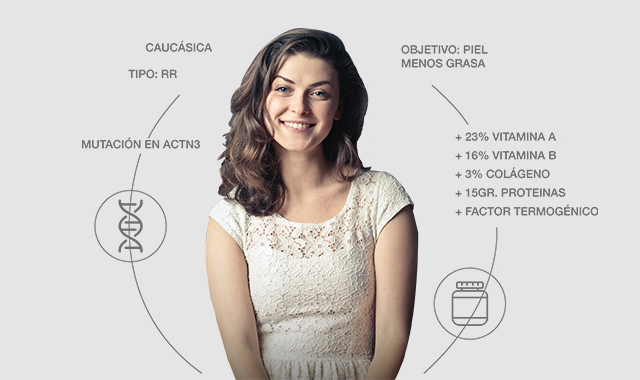 CAUCÁSICA
TIPO: RR
MUTACIÓN EN ACTN3
OBJETIVO: PIEL
MENOS GRASA
+ 23% VITAMINA A
+ 16% VITAMINA B
+ 3% COLÁGENO
+ 15GR. PROTEINAS
+ FACTOR TERMOGÉNICO